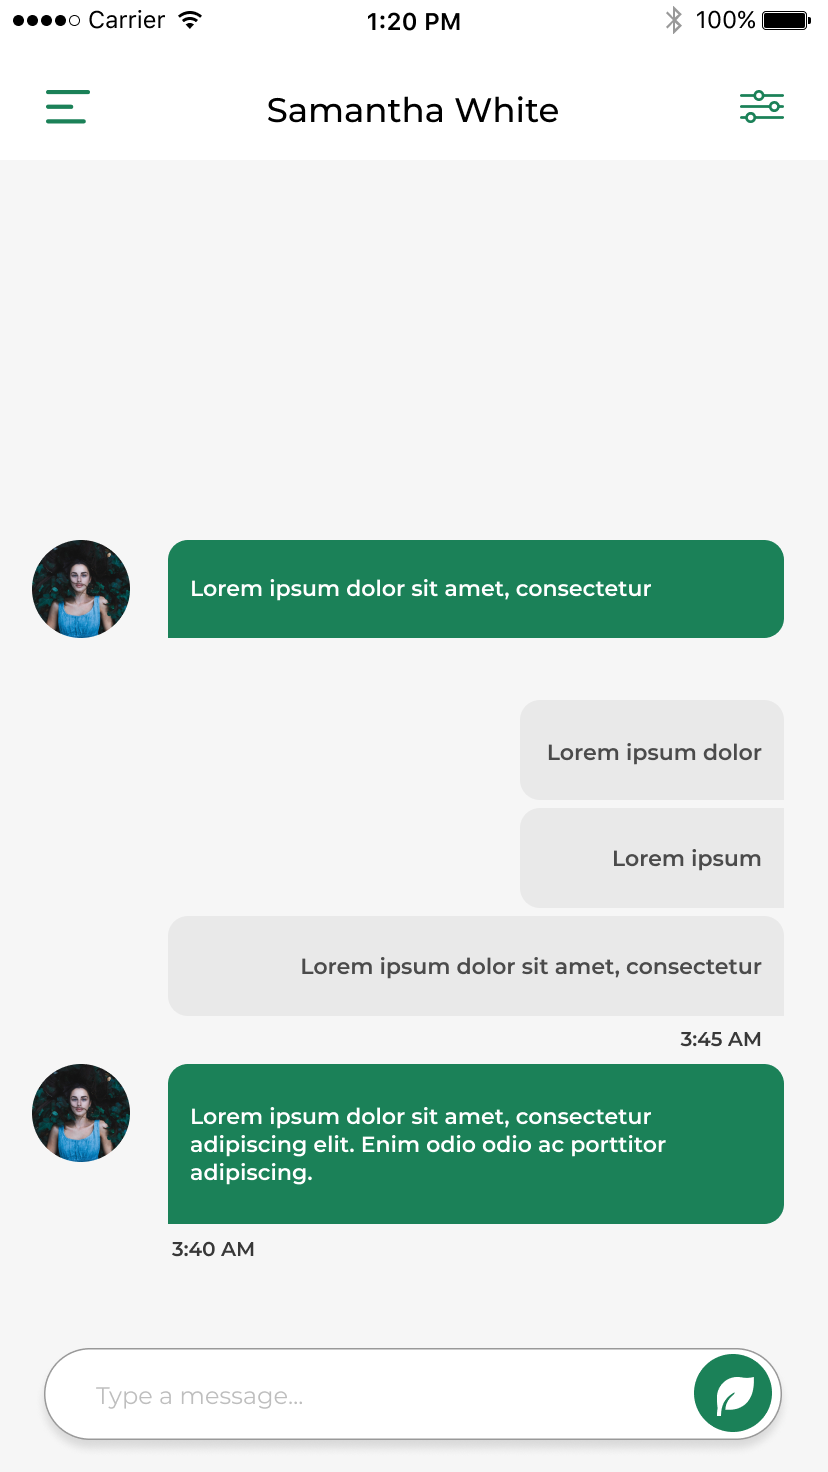 Carrier
1:20 PM
100%
Samantha White
Lorem ipsum dolor sit amet, consectetur
Lorem ipsum dolor
Lorem ipsum
Lorem ipsum dolor sit amet, consectetur
3:45 AM
Lorem ipsum dolor sit amet, consectetur
adipiscing elit. Enim odio odio ac porttitor
adipiscing.
3:40 AM
Type a message...